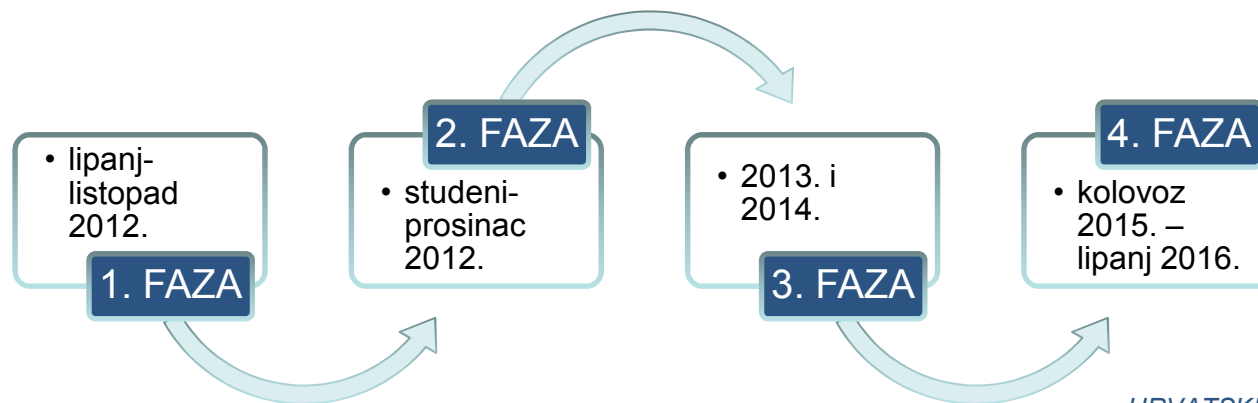 • lipanj-
listopad
2012.
1. FAZA
2. FAZA
• studeni-
prosinac
2012.
• 2013. i
2014.
3. FAZA
4. FAZA
• kolovoz
2015. –
lipanj 2016.